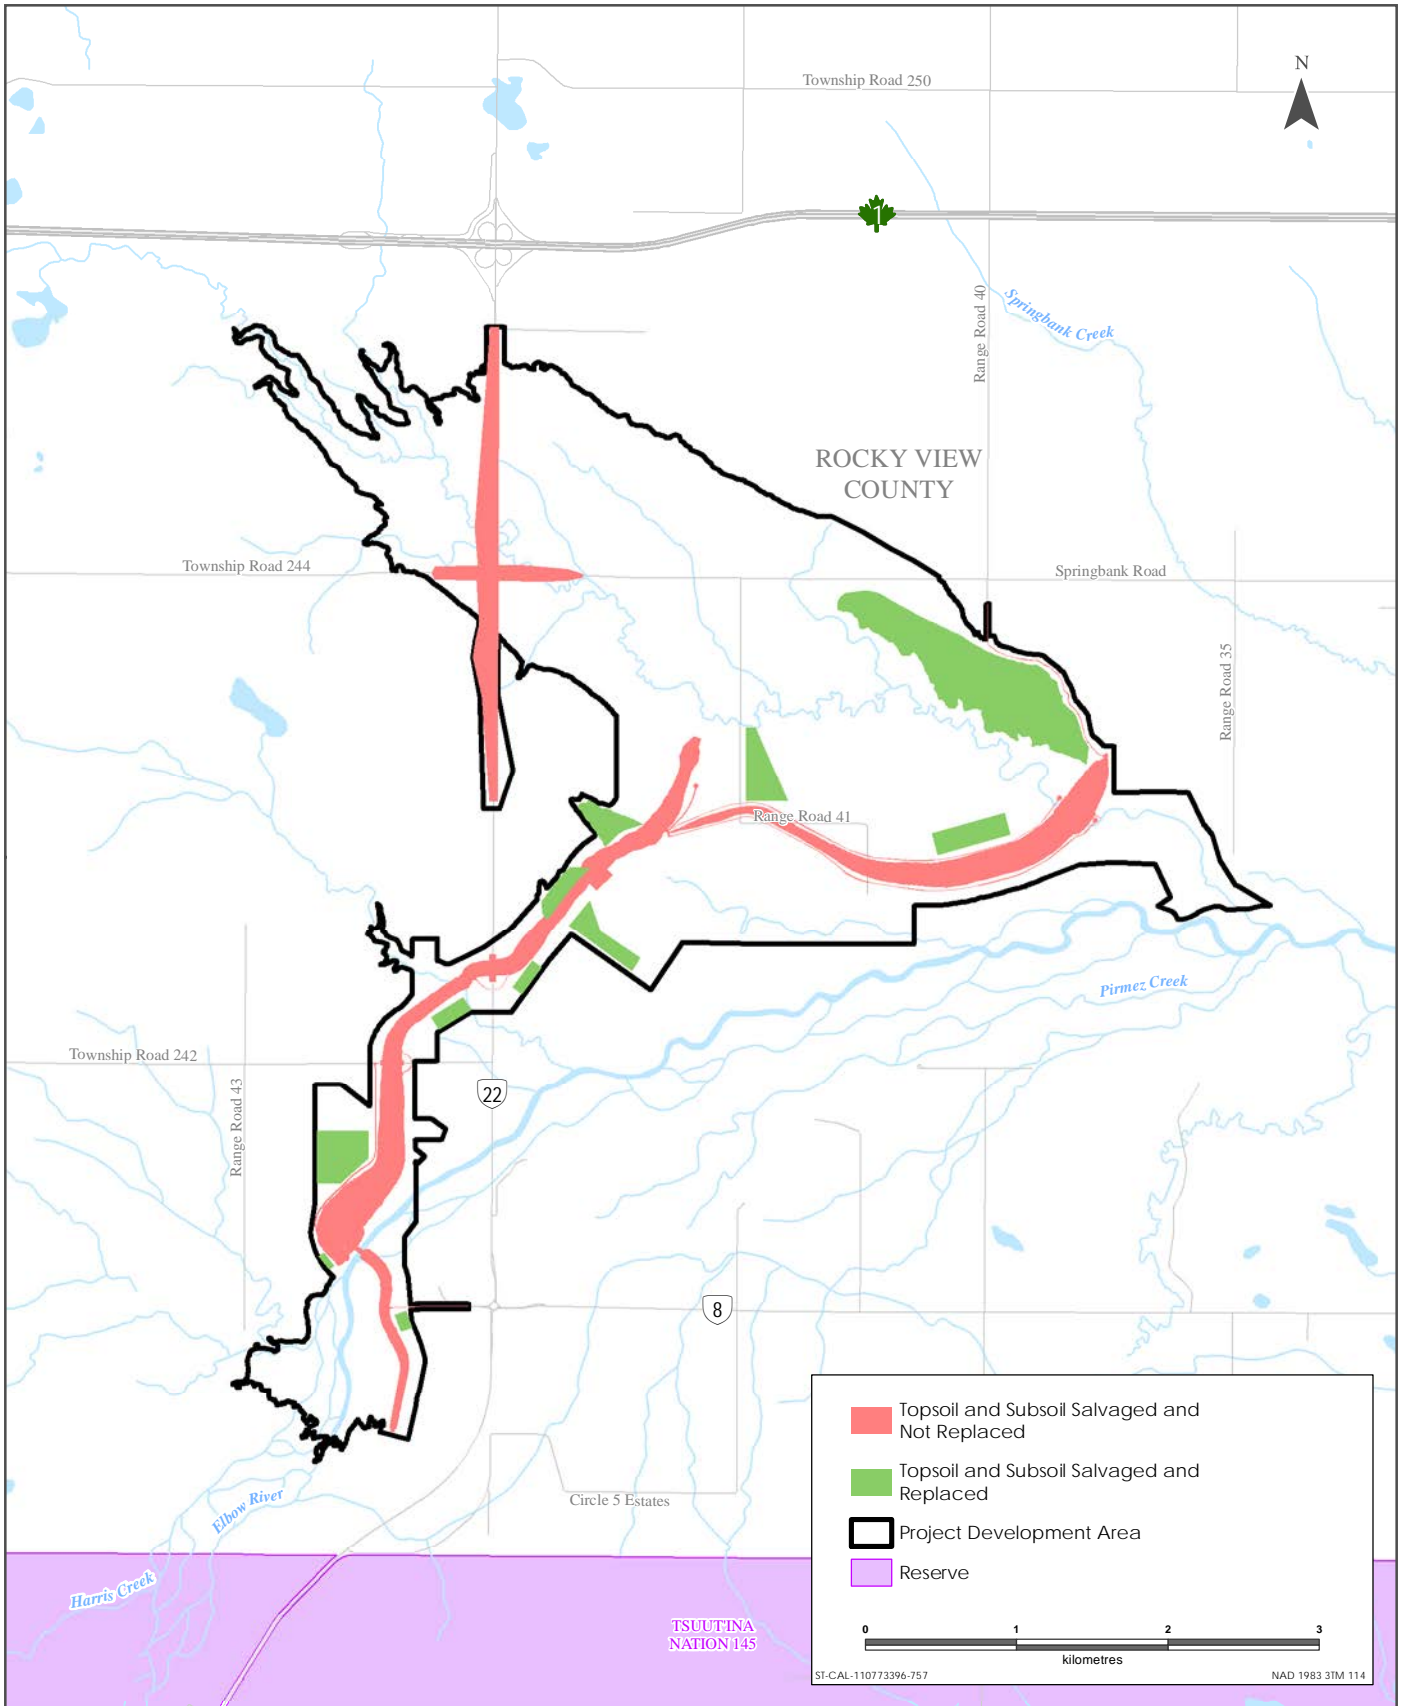 Township Road 250
N
1
Range Road 40
Springbank Creek
ROCKY VIEW
COUNTY
Township Road 244
Springbank Road
Range Road 35
Range Road 41
Pirmez Creek
Township Road 242
22
Range Road 43
8
Circle 5 Estates
Elbow River
Harris Creek
TSUUT'INA
NATION 145
Topsoil and Subsoil Salvaged and
Not Replaced
Topsoil and Subsoil Salvaged and
Replaced
Project Development Area
Reserve
0 1 2 3
kilometres
ST-CAL-110773396-757
NAD 1983 3TM 114